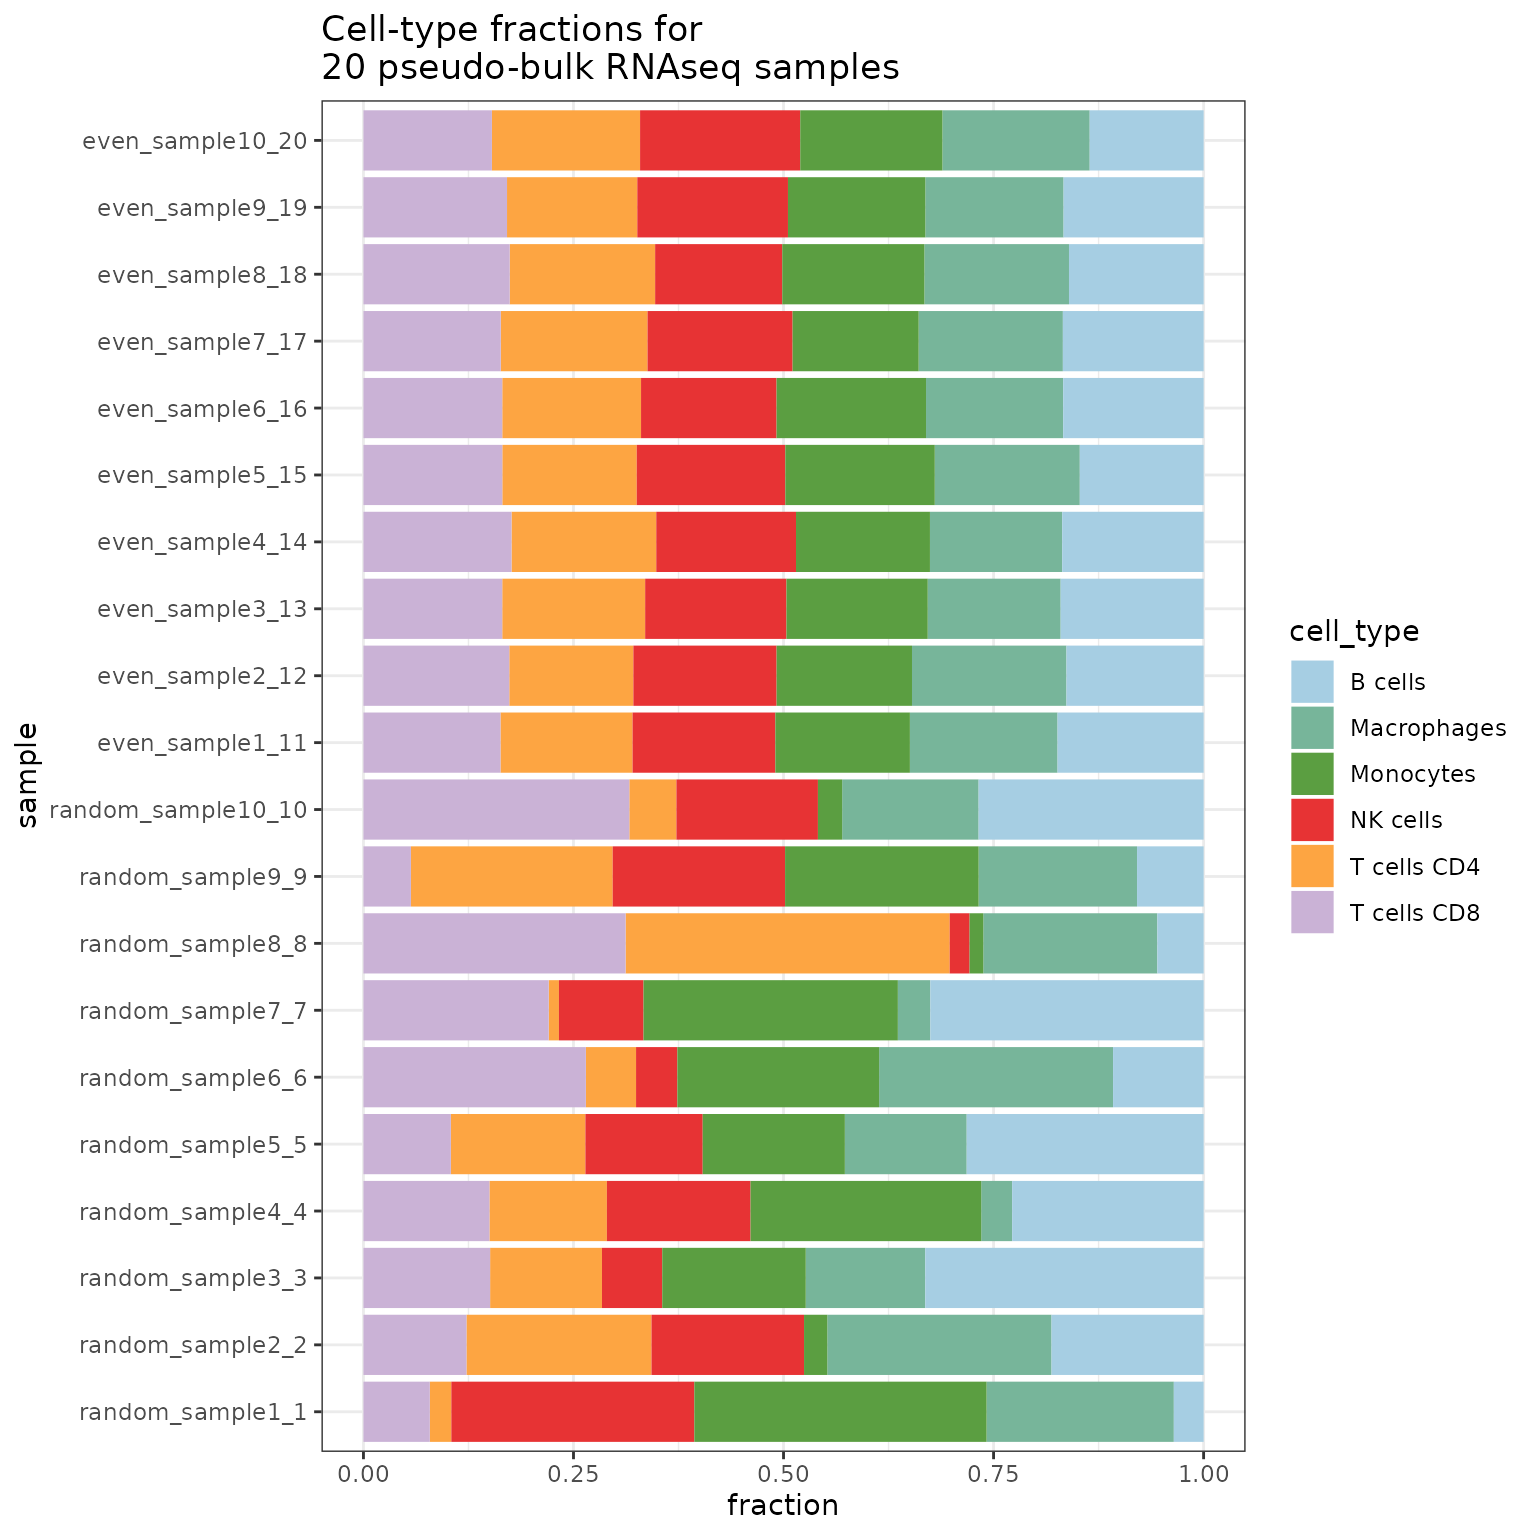 Cell-type fractions for
20 pseudo-bulk RNAseq samples
even_sample10_20
even_sample9_19
even_sample8_18
even_sample7_17
even_sample6_16
even_sample5_15
even_sample4_14
even_sample3_13
even_sample2_12
even_sample1_11
random_sample10_10
random_sample9_9
random_sample8_8
random_sample7_7
random_sample6_6
random_sample5_5
random_sample4_4
random_sample3_3
random_sample2_2
random_sample1_1
sample
0.00 0.25 0.50 0.75 1.00
fraction
cell_type
B cells
Macrophages
Monocytes
NK cells
T cells CD4
T cells CD8